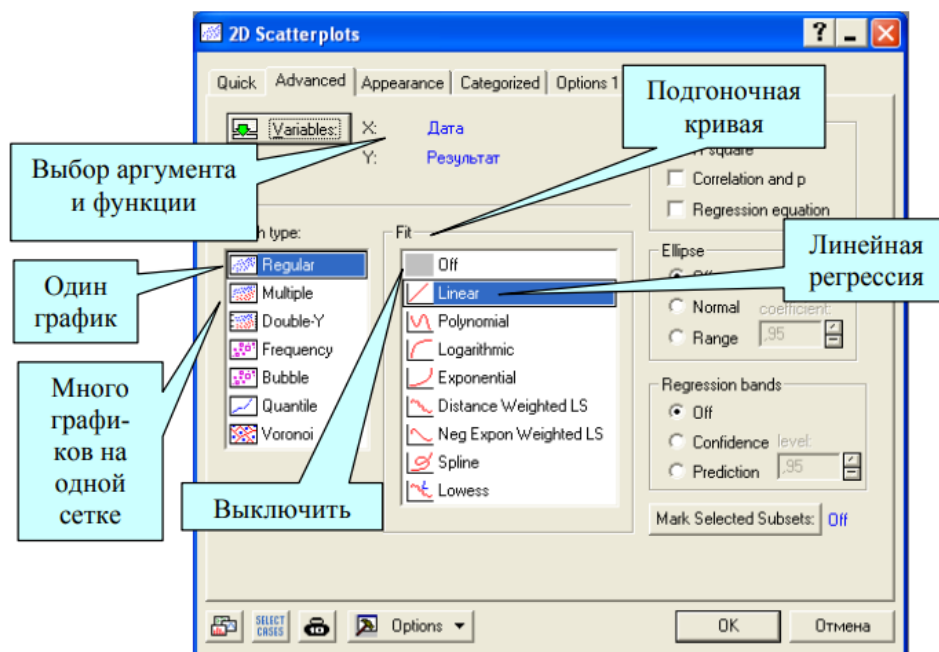 2D Scatterplots
Quick Advanced Appearance Categorized Options 1
Подгоночная
кривая
Variables: X: Дата
Y: Результат
Выбор аргумента
и функции
square
Correlation and p
Regression equation
type:
Fit
Regular
Multiple
Double-Y
Frequency
Bubble
Quantile
Voronoi
Off
Linear
Polynomial
Logarithmic
Exponential
Distance Weighted LS
Neg Expon Weighted LS
Spline
Lowess
Один
график
Много
графи-
ков на
одной
сетке
Выключить
Линейная
регрессия
Ellipse
Normal coefficient:
Range ,95
Regression bands
Off
Confidence level:
Prediction ,95
Mark Selected Subsets: Off
SELECT
CASES
Options
OK
Отмена